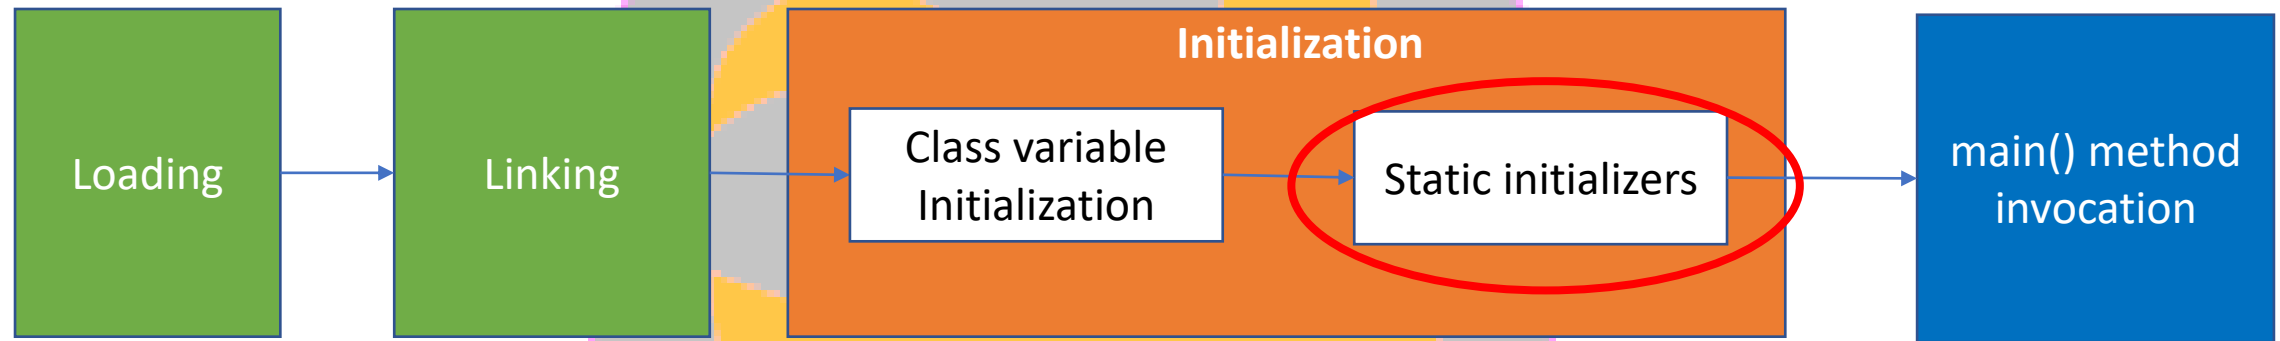 Initialization
Loading
Linking
Class variable
Initialization
Static initializers
main() method
invocation